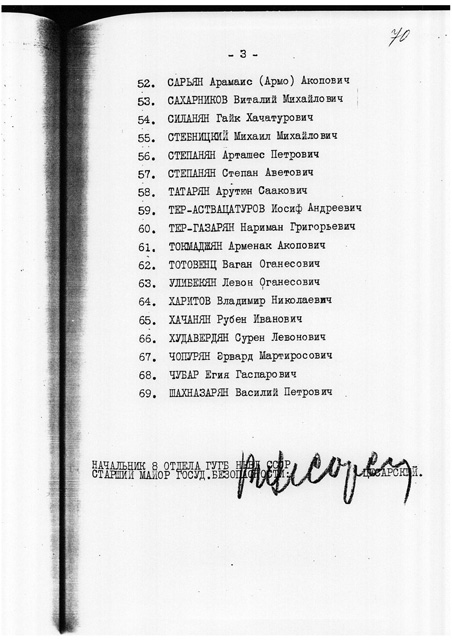 70
- 3 -
52. САРЬЯН Арамаис (Армо) Акопович
53. САХАРНИКОВ Виталий Михайлович
54. СИЛАНЯН Гайк Хачатурович
55. СТЕБНИЦКИЙ Михаил Михайлович
56. СТЕПАНЯН Арташес Петрович
57. СТЕПАНЯН Степан Аветович
58. ТАТАРЯН Арутюн Саакович
59. ТЕР-АСТВАЦАТУРОВ Иосиф Андреевич
60. ТЕР-ГАЗАРЯН Нариман Григорьевич
61. ТОКМАДЖЯН Арменак Акопович
62. ТОТОВЕНЦ Ваган Оганесович
63. УЛИБЕКЯН Левон Оганесович
64. ХАРИТОВ Владимир Николаевич
65. ХАЧАНЯН Рубен Иванович
66. ХУДАВЕРДЯН Сурен Левонович
67. ЧОПУРЯН Эрвард Мартиросович
68. ЧУБАР Егия Гаспарович
69. ШАХНАЗАРЯН Василий Петрович
НАЧАЛЬНИК 8 ОТДЕЛА ГУГБ НКВД СССР
СТАРШИЙ МАЙОР ГОСУД.БЕЗОПАСНОСТИ: ЦЕСАРСКИЙ.